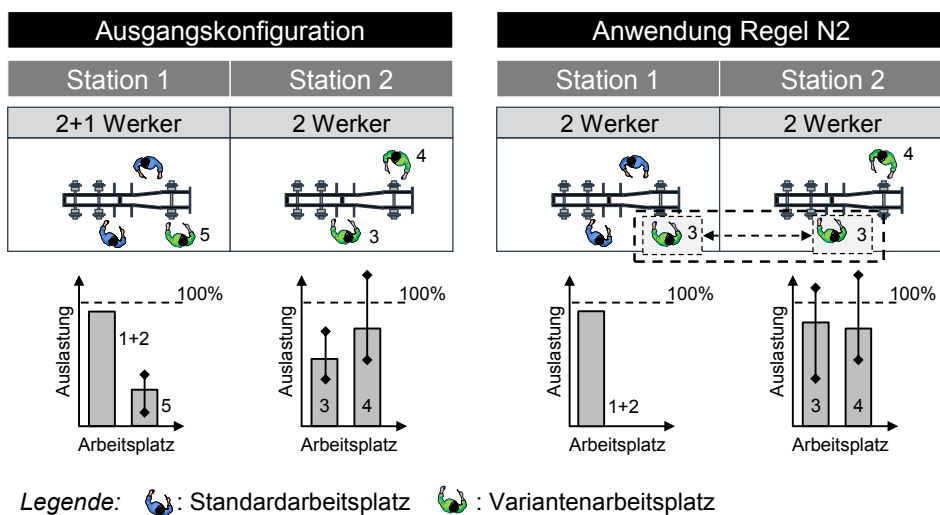 Ausgangskonfiguration
Station 1
Station 2
2+1 Werker
2 Werker
4
5
3
Auslastung
100%
1+2
5
Arbeitsplatz
Auslastung
100%
3
4
Arbeitsplatz
Anwendung Regel N2
Station 1
Station 2
2 Werker
2 Werker
4
3
3
Auslastung
100%
1+2
Arbeitsplatz
Auslastung
100%
3
4
Arbeitsplatz
Legende: : Standardarbeitsplatz : Variantenarbeitsplatz